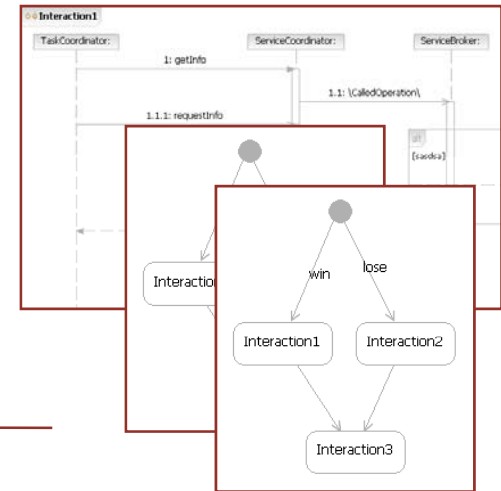 Interaction1
TaskCoordinator: ServiceCoordinator: ServiceBroker:
1: getInfo
1.1: \CalledOperation\
1.1.1: requestInfo
alt
[sasdsa]
Interaction
win lose
Interaction1 Interaction2
Interaction3